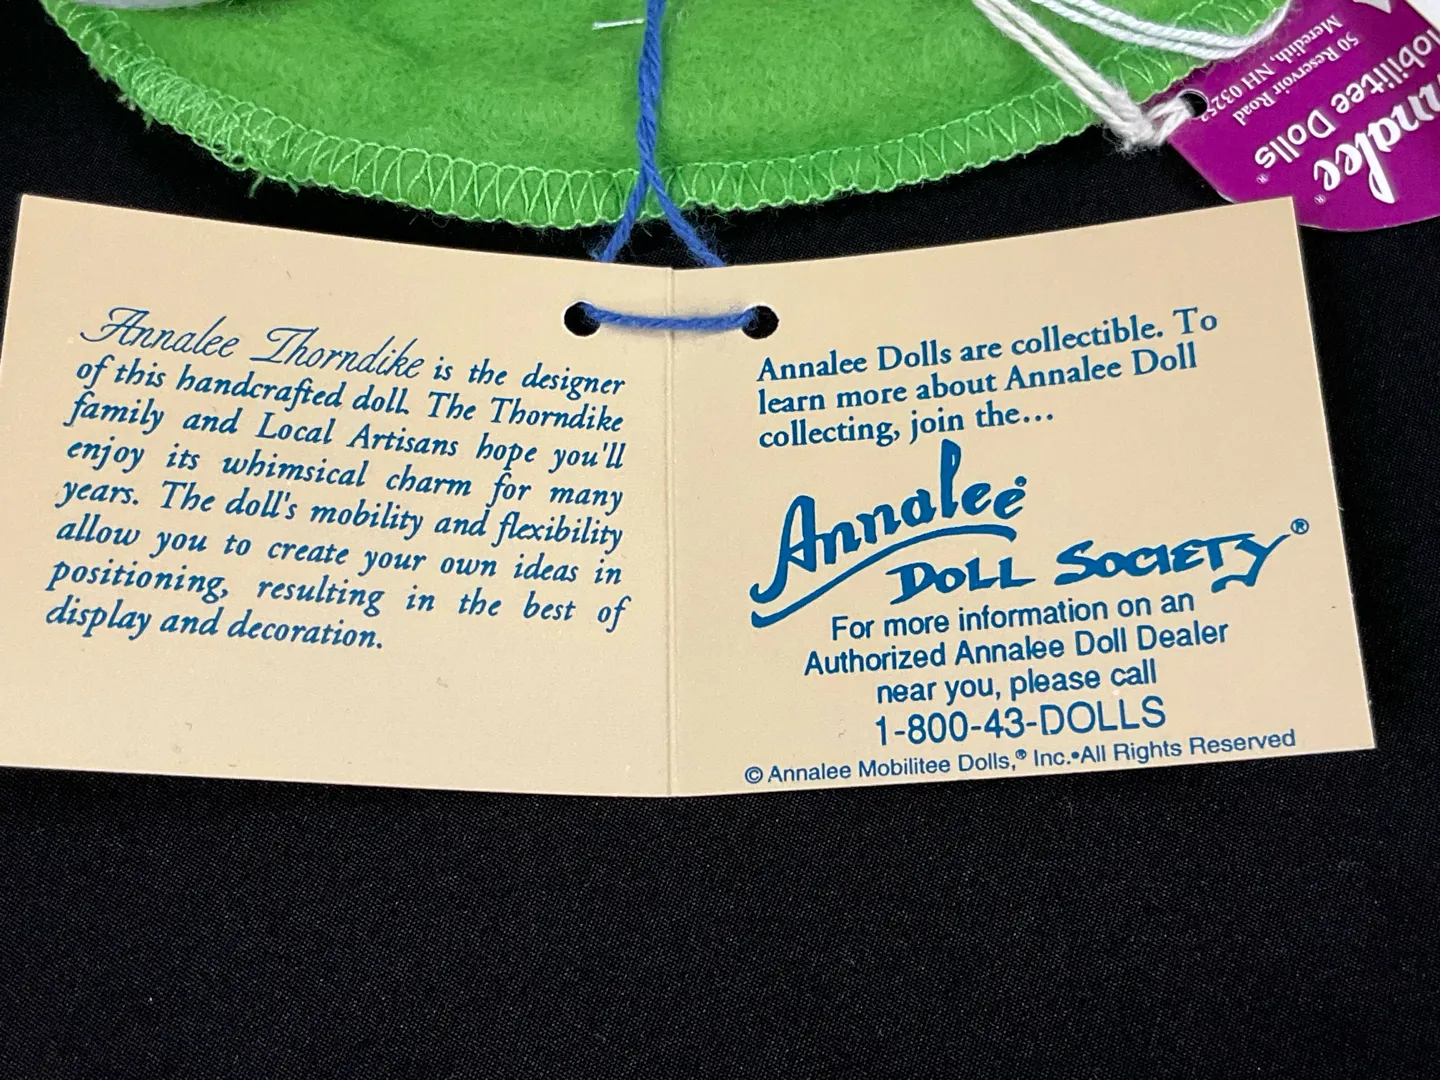 Annalee Thorndike is the designer
of this handcrafted doll. The Thorndike
family and Local Artisans hope you'll
enjoy its whimsical charm for many
years. The doll's mobility and flexibility
allow you to create your own ideas in
positioning, resulting in the best of
display and decoration.
Annalee Dolls are collectible. To
learn more about Annalee Doll
collecting, join the...
Annalee®
DOLL SOCIETY®
For more information on an
Authorized Annalee Doll Dealer
near you, please call
1-800-43-DOLLS
© Annalee Mobilitee Dolls,® Inc.•All Rights Reserved
Dolls®
50 Reservoir Road
Meredith, NH